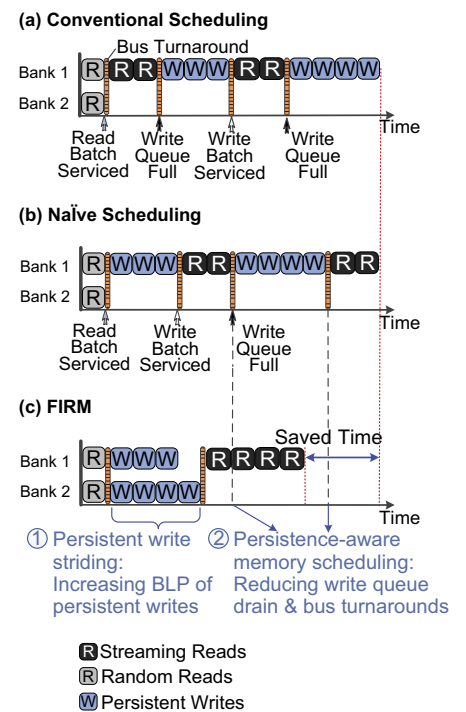 (a) Conventional Scheduling
Bus Turnaround
Bank 1 R R R W W W R R W W W W
Bank 2 R
Time
Read Batch Serviced
Write Queue Full
Write Batch Serviced
Write Queue Full
(b) NaÏve Scheduling
Bank 1 R W W W R R W W W W R R
Bank 2 R
Time
Read Batch Serviced
Write Batch Serviced
Write Queue Full
(c) FIRM
Saved Time
Bank 1 R W W W R R R R
Bank 2 R W W W W
Time
① Persistent write
striding:
Increasing BLP of
persistent writes
② Persistence-aware
memory scheduling:
Reducing write queue
drain & bus turnarounds
R Streaming Reads
R Random Reads
W Persistent Writes